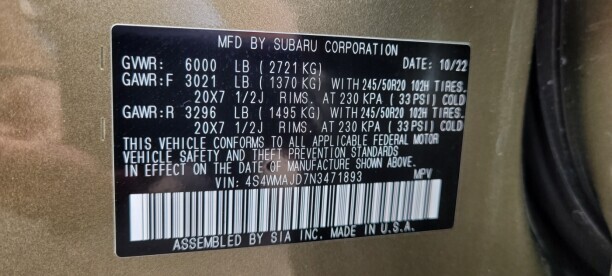 MFD BY SUBARU CORPORATION
GVWR: 6000 LB ( 2721 KG) DATE: 10/22
GAWR:F 3021 LB ( 1370 KG) WITH 245/50R20 102H TIRES.
20X7 1/2J RIMS. AT 230 KPA ( 33 PSI) COLD
GAWR:R 3296 LB ( 1495 KG) WITH 245/50R20 102H TIRES.
20X7 1/2J RIMS. AT 230 KPA ( 33 PSI) COLD
THIS VEHICLE CONFORMS TO ALL APPLICABLE FEDERAL MOTOR
VEHICLE SAFETY AND THEFT PREVENTION STANDARDS
IN EFFECT ON THE DATE OF MANUFACTURE SHOWN ABOVE.
VIN: 4S4WMAJD7N3471893 MPV
ASSEMBLED BY SIA INC. MADE IN U.S.A.